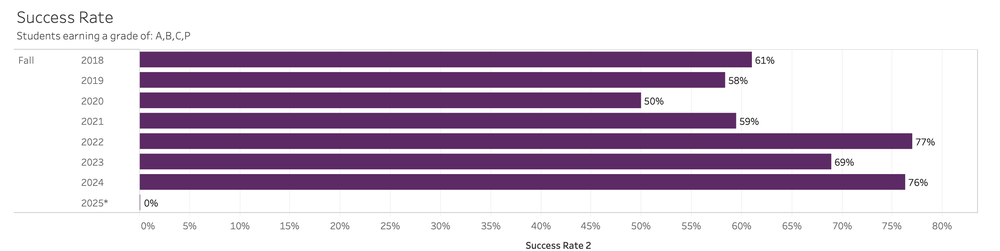 Success Rate
Students earning a grade of: A,B,C,P
Fall 2018 61%
2019 58%
2020 50%
2021 59%
2022 77%
2023 69%
2024 76%
2025* 0%
0% 5% 10% 15% 20% 25% 30% 35% 40% 45% 50% 55% 60% 65% 70% 75% 80%
Success Rate 2